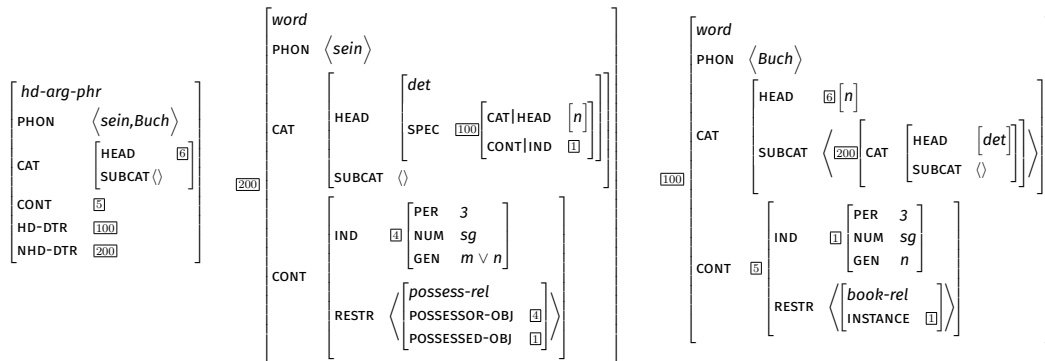 hd-arg-phr
PHON ⟨sein,Buch⟩
CAT HEAD 6
SUBCAT ⟨⟩
CONT 5
HD-DTR 100
NHD-DTR 200
200
word
PHON ⟨sein⟩
CAT HEAD det
SPEC 100 CAT|HEAD [n]
CONT|IND 1
SUBCAT ⟨⟩
CONT IND 4 PER 3
NUM sg
GEN m ∨ n
RESTR ⟨ possess-rel
POSSESSOR-OBJ 4
POSSESSED-OBJ 1 ⟩
100
word
PHON ⟨Buch⟩
CAT HEAD 6 [n]
SUBCAT ⟨ 200 CAT HEAD [det]
SUBCAT ⟨⟩ ⟩
CONT 5 IND 1 PER 3
NUM sg
GEN n
RESTR ⟨ book-rel
INSTANCE 1 ⟩